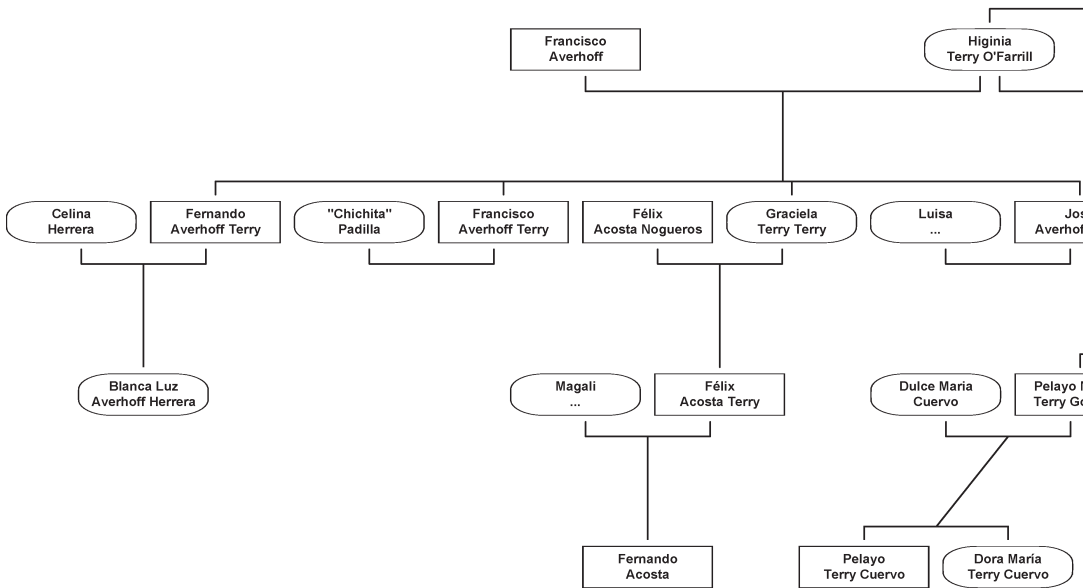 Francisco
Averhoff
Higinia
Terry O'Farrill
Celina
Herrera
Fernando
Averhoff Terry
"Chichita"
Padilla
Francisco
Averhoff Terry
Félix
Acosta Nogueros
Graciela
Terry Terry
Luisa
...
Blanca Luz
Averhoff Herrera
Magali
...
Félix
Acosta Terry
Dulce Maria
Cuervo
Pelayo
Terry
Fernando
Acosta
Pelayo
Terry Cuervo
Dora María
Terry Cuervo